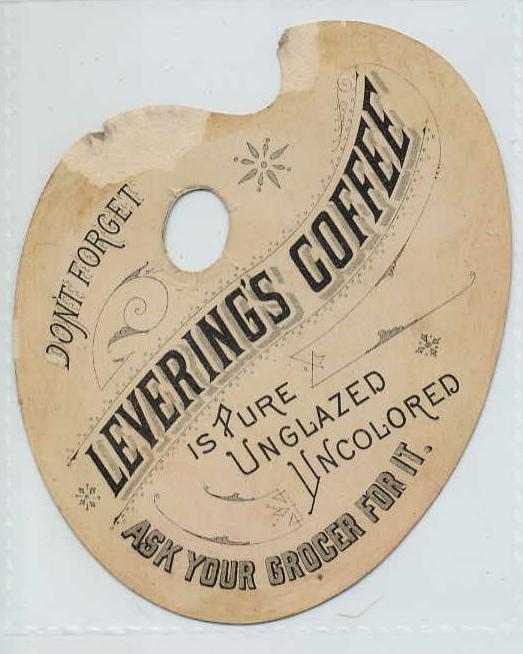 DON'T FORGET
LEVERING'S COFFEE
IS PURE
UNGLAZED
UNCOLORED
ASK YOUR GROCER FOR IT.